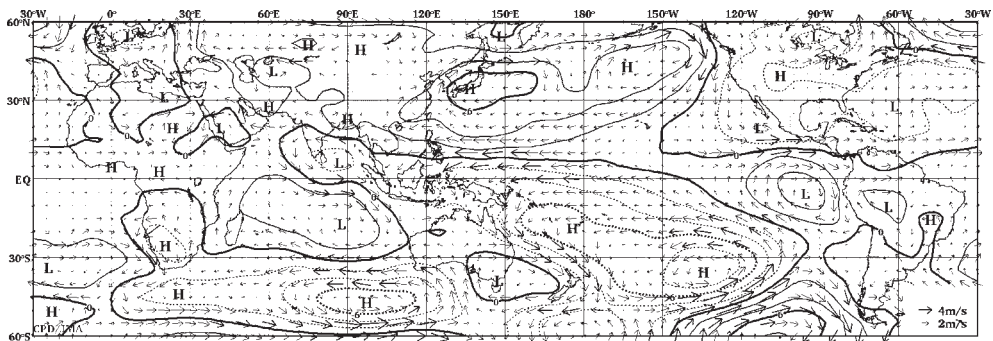 30°W 0° 30°E 60°E 90°E 120°E 150°E 180° 150°W 120°W 90°W 60°W 30°W
60°N
L L L
H H H
L H H
30°N
H L H L L
H L H
L
H H
EQ
L L
L H H
H
30°S
L L H
H H
H
4m/s
2m/s
60°S CPD/JMA